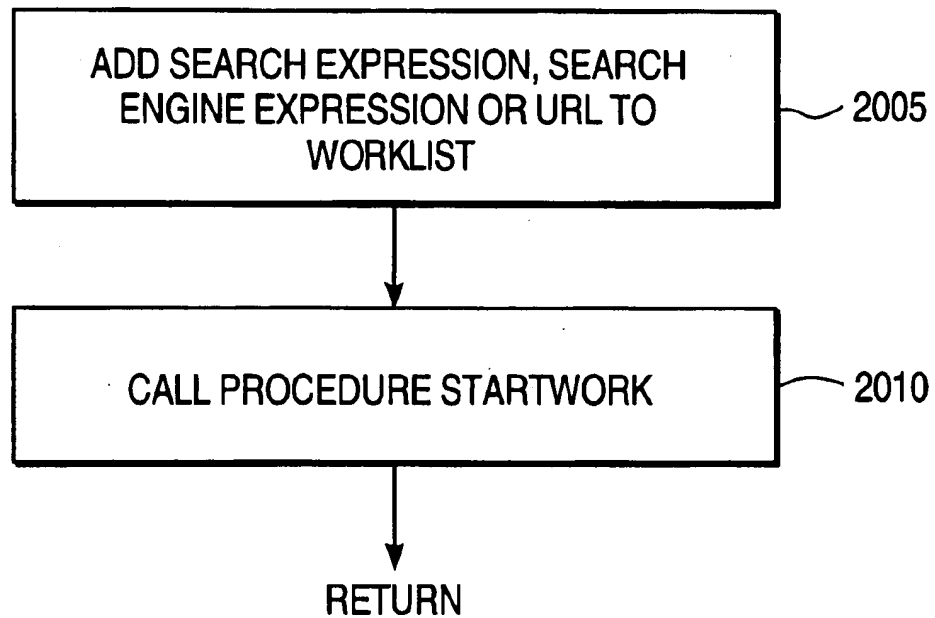 ADD SEARCH EXPRESSION, SEARCH
ENGINE EXPRESSION OR URL TO
WORKLIST
2005
CALL PROCEDURE STARTWORK
2010
RETURN